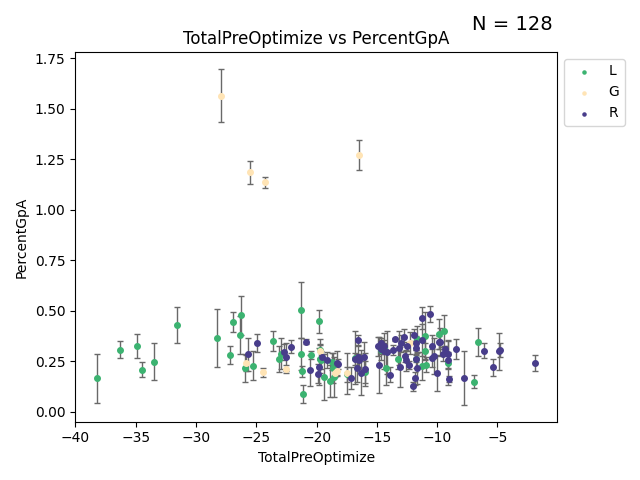 N = 128
TotalPreOptimize vs PercentGpA
1.75
1.50
1.25
1.00
0.75
0.50
0.25
0.00
PercentGpA
−40 −35 −30 −25 −20 −15 −10 −5
TotalPreOptimize
L
G
R